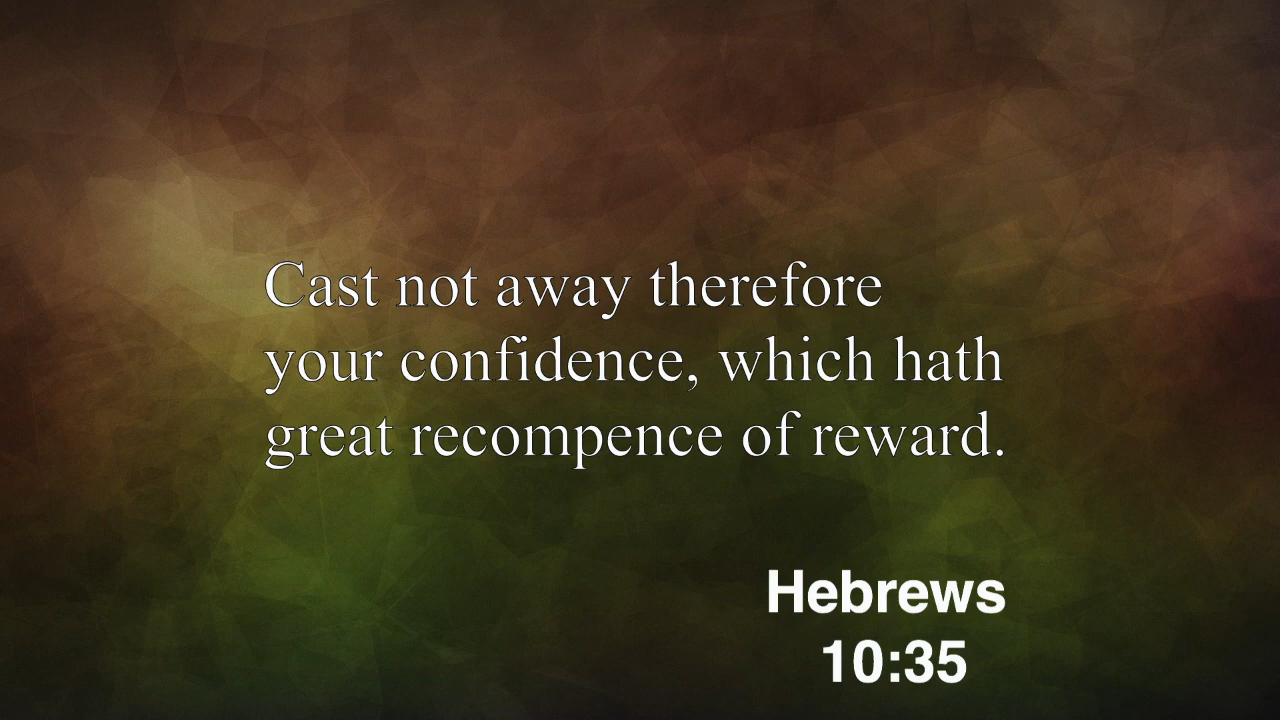 Cast not away therefore
your confidence, which hath
great recompence of reward.
Hebrews
10:35